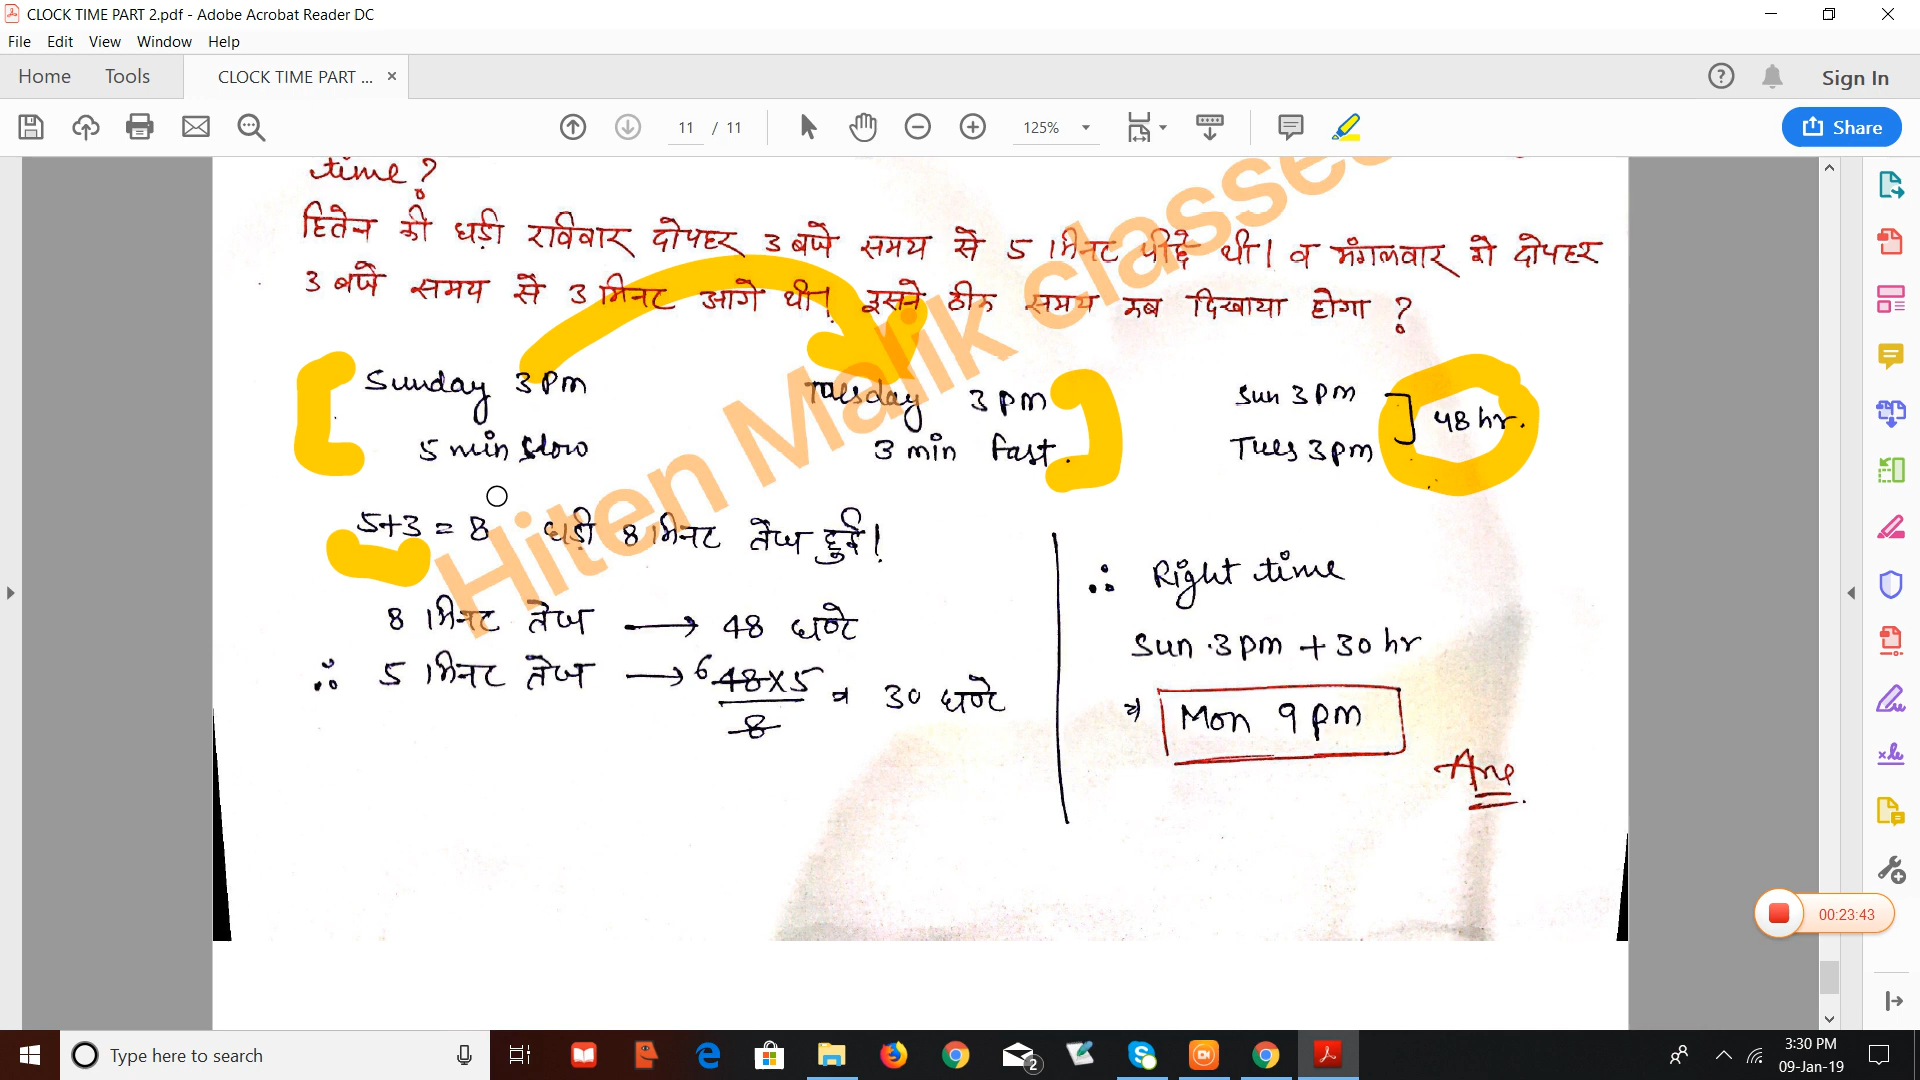 CLOCK TIME PART 2.pdf - Adobe Acrobat Reader DC
File Edit View Window Help
Home Tools CLOCK TIME PART ... × Sign In
11 / 11 125% Share
time?
हितेन की घड़ी रविवार दोपहर 3 बजे समय से 5 मिनट पीछे थी। व मंगलवार को दोपहर
3 बजे समय से 3 मिनट आगे थी। इसने ठीक समय कब दिखाया होगा ?
Sunday 3 pm Tuesday 3 pm Sun 3 pm
48 hr.
5 min slow 3 min fast. Tues 3 pm
5+3 = 8 घड़ी 8 मिनट तेज हुई।
8 मिनट तेज → 48 घण्टे
∴ 5 मिनट तेज → 6 48×5 / 8 = 30 घण्टे
∴ Right time
Sun. 3 pm + 30 hr
⇒ Mon 9 pm
Ans
Hiten Malik classes
00:23:43
Type here to search
2
3:30 PM
09-Jan-19